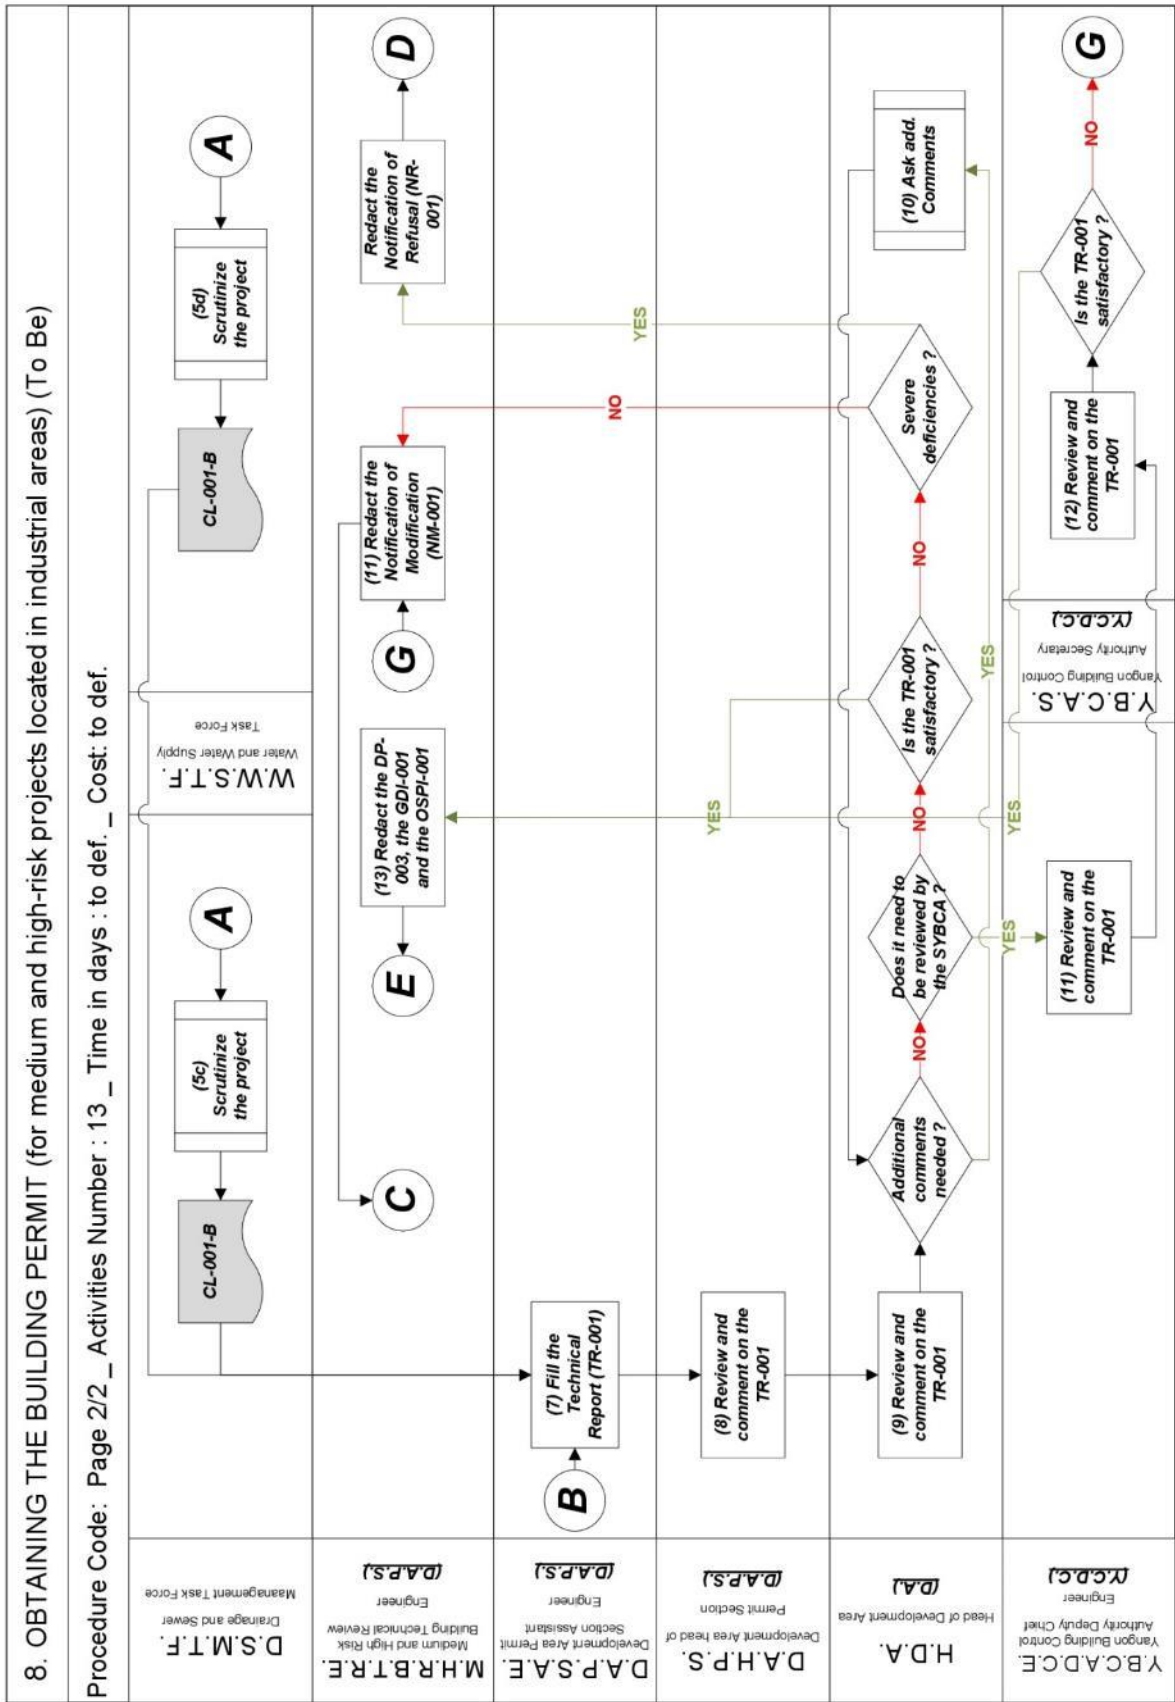 8. OBTAINING THE BUILDING PERMIT (for medium and high-risk projects located in industrial areas) (To Be)
Procedure Code: Page 2/2 _ Activities Number : 13 _ Time in days : to def. _ Cost: to def.
D.S.M.T.F.
Drainage and Sewer
Maanagement Task Force
CL-001-B
(5c)
Scrutinize
the project
A
W.W.S.T.F.
Water and Water Supply
Task Force
CL-001-B
(5d)
Scrutinize
the project
A
M.H.R.B.T.R.E.
Medium and High Risk
Building Technical Review
Engineer
(D.A.P.S.)
C
E
(13) Redact the DP-
003, the GDI-001
and the OSPI-001
G
(11) Redact the
Notification of
Modification
(NM-001)
Redact the
Notification of
Refusal (NR-
001)
D
D.A.P.S.A.E.
Development Area Permit
Section Assistant
Engineer
(D.A.P.S.)
B
(7) Fill the
Technical
Report (TR-001)
NO
YES
D.A.H.P.S.
Development Area head of
Permit Section
(D.A.P.S.)
(8) Review and
comment on the
TR-001
YES
H.D.A.
Head of Development Area
(D.A.)
(9) Review and
comment on the
TR-001
Additional
comments
needed ?
NO
Does it need to
be reviewed by
the SYBCA ?
NO
Is the TR-001
satisfactory ?
NO
Severe
deficiencies ?
(10) Ask add.
Comments
YES
YES
YES
Y.B.C.A.D.C.E.
Yangon Building Control
Authority Deputy Chief
Engineer
(Y.C.D.C.)
(11) Review and
comment on the
TR-001
Y.B.C.A.S.
Yangon Building Control
Authority Secretary
(Y.C.D.C.)
(12) Review and
comment on the
TR-001
Is the TR-001
satisfactory ?
NO
G